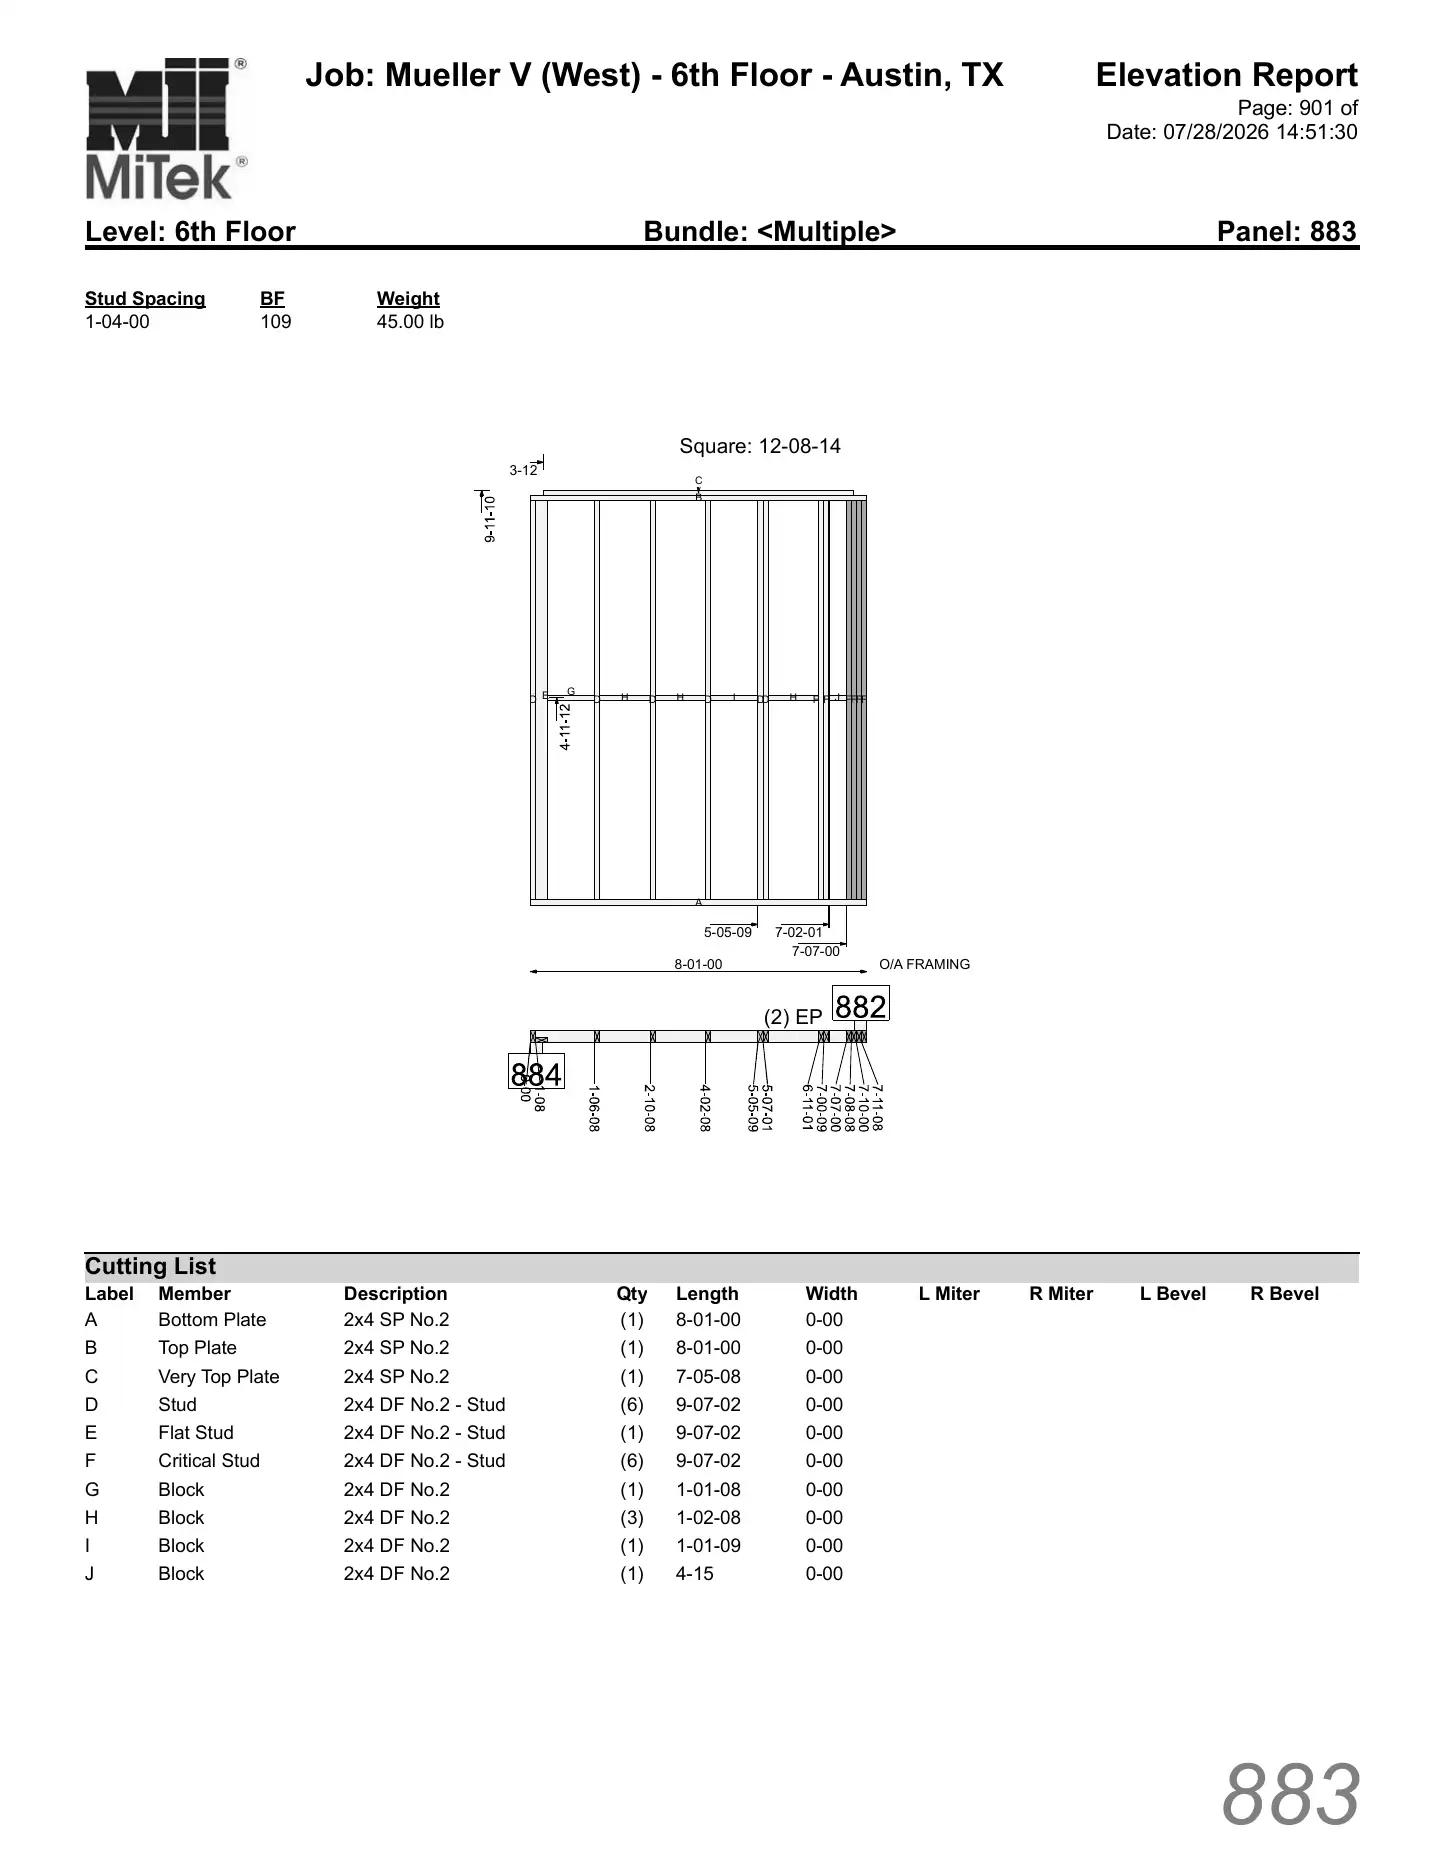 Job: Mueller V (West) - 6th Floor - Austin, TX
Elevation Report
Page: 901 of
Date: 07/28/2026 14:51:30
MiTek®
Level: 6th Floor Bundle: <Multiple> Panel: 883
Stud Spacing BF Weight
1-04-00 109 45.00 lb
Square: 12-08-14
3-12
C
B
9-11-10
D E G D H D H D I D D H F F J F F F F
4-11-12
A
5-05-09 7-02-01
7-07-00
8-01-00 O/A FRAMING
(2) EP 882
884
0-00 1-08 1-06-08 2-10-08 4-02-08 5-05-09 5-07-01 6-11-01 7-00-09 7-07-00 7-08-08 7-10-00 7-11-08
Cutting List
Label Member Description Qty Length Width L Miter R Miter L Bevel R Bevel
A Bottom Plate 2x4 SP No.2 (1) 8-01-00 0-00
B Top Plate 2x4 SP No.2 (1) 8-01-00 0-00
C Very Top Plate 2x4 SP No.2 (1) 7-05-08 0-00
D Stud 2x4 DF No.2 - Stud (6) 9-07-02 0-00
E Flat Stud 2x4 DF No.2 - Stud (1) 9-07-02 0-00
F Critical Stud 2x4 DF No.2 - Stud (6) 9-07-02 0-00
G Block 2x4 DF No.2 (1) 1-01-08 0-00
H Block 2x4 DF No.2 (3) 1-02-08 0-00
I Block 2x4 DF No.2 (1) 1-01-09 0-00
J Block 2x4 DF No.2 (1) 4-15 0-00
883